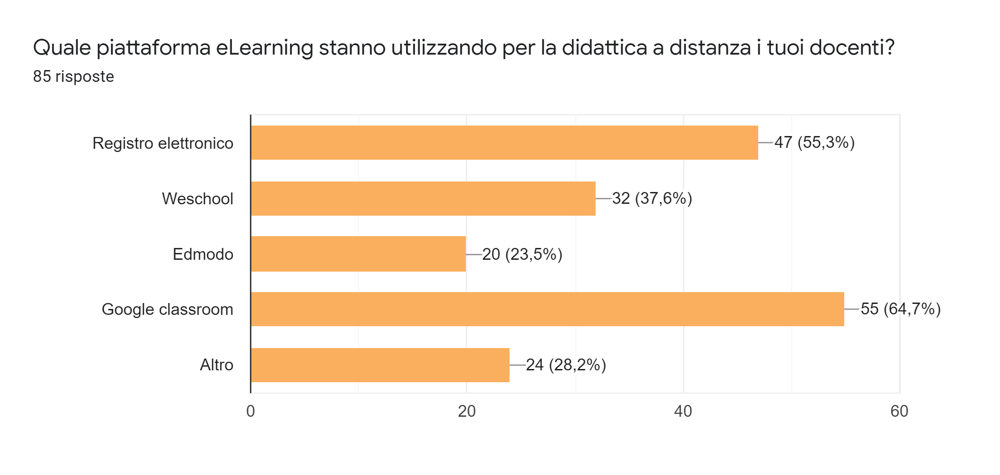 Quale piattaforma eLearning stanno utilizzando per la didattica a distanza i tuoi docenti?
85 risposte
Registro elettronico 47 (55,3%)
Weschool 32 (37,6%)
Edmodo 20 (23,5%)
Google classroom 55 (64,7%)
Altro 24 (28,2%)
0 20 40 60